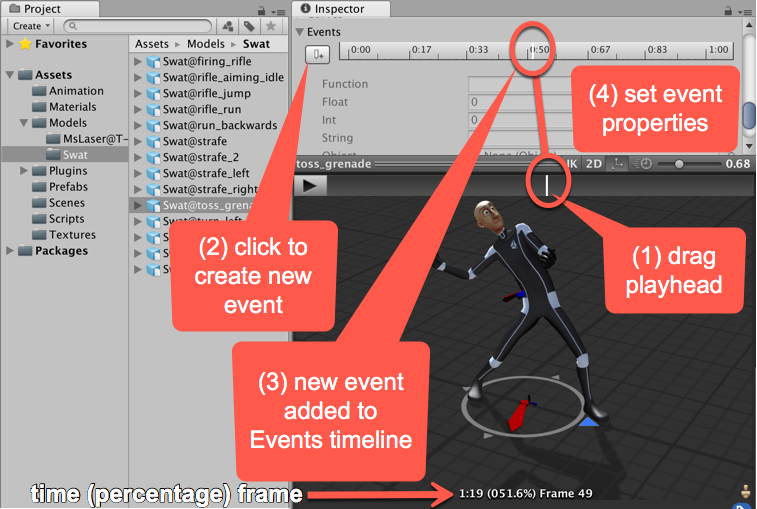 Project
Inspector
Create
Curves
Favorites
Assets ▸ Models ▸ Swat
Events
Assets
Animation
Materials
Models
MsLaser@T-
Swat
Plugins
Prefabs
Scenes
Scripts
Textures
Packages
Swat@firing_rifle
Swat@rifle_aiming_idle
Swat@rifle_jump
Swat@rifle_run
Swat@run_backwards
Swat@strafe
Swat@strafe_2
Swat@strafe_left
Swat@strafe_right
Swat@toss_grena
Swat@turn_left
0:00 0:17 0:33 0:50 0:67 0:83 1:00
Function
Float 0
Int 0
String
Object None (Object)
toss_grenade IK 2D 0.68
(4) set event
properties
(1) drag
playhead
(2) click to
create new
event
(3) new event
added to
Events timeline
time (percentage) frame
1:19 (051.6%) Frame 49